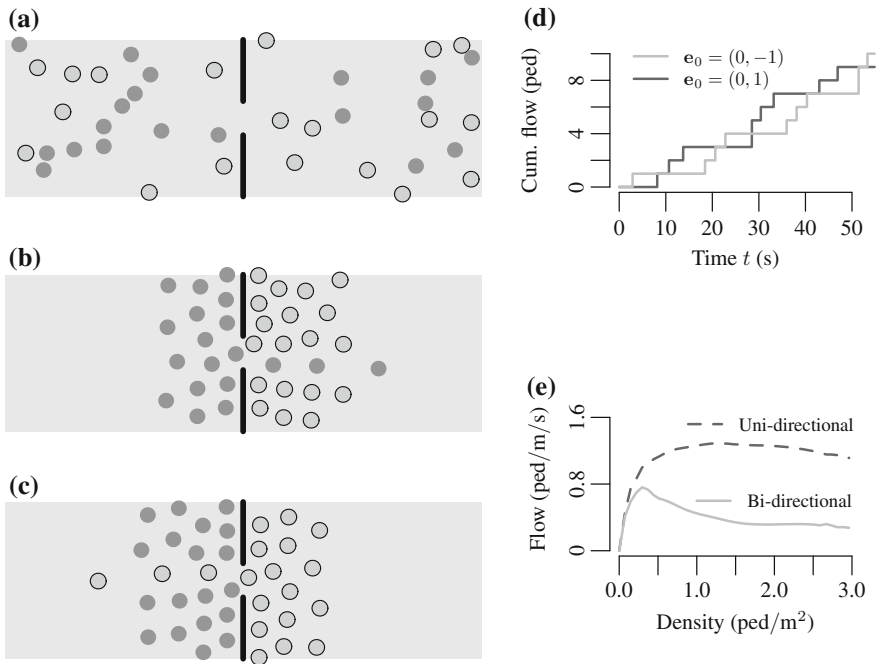 (a)
(b)
(c)
(d)
Cum. flow (ped)
8
4
0
e₀ = (0, −1)
e₀ = (0, 1)
0 10 20 30 40 50
Time t (s)
(e)
Flow (ped/m/s)
1.6
0.8
0
Uni-directional
Bi-directional
0.0 1.0 2.0 3.0
Density (ped/m²)